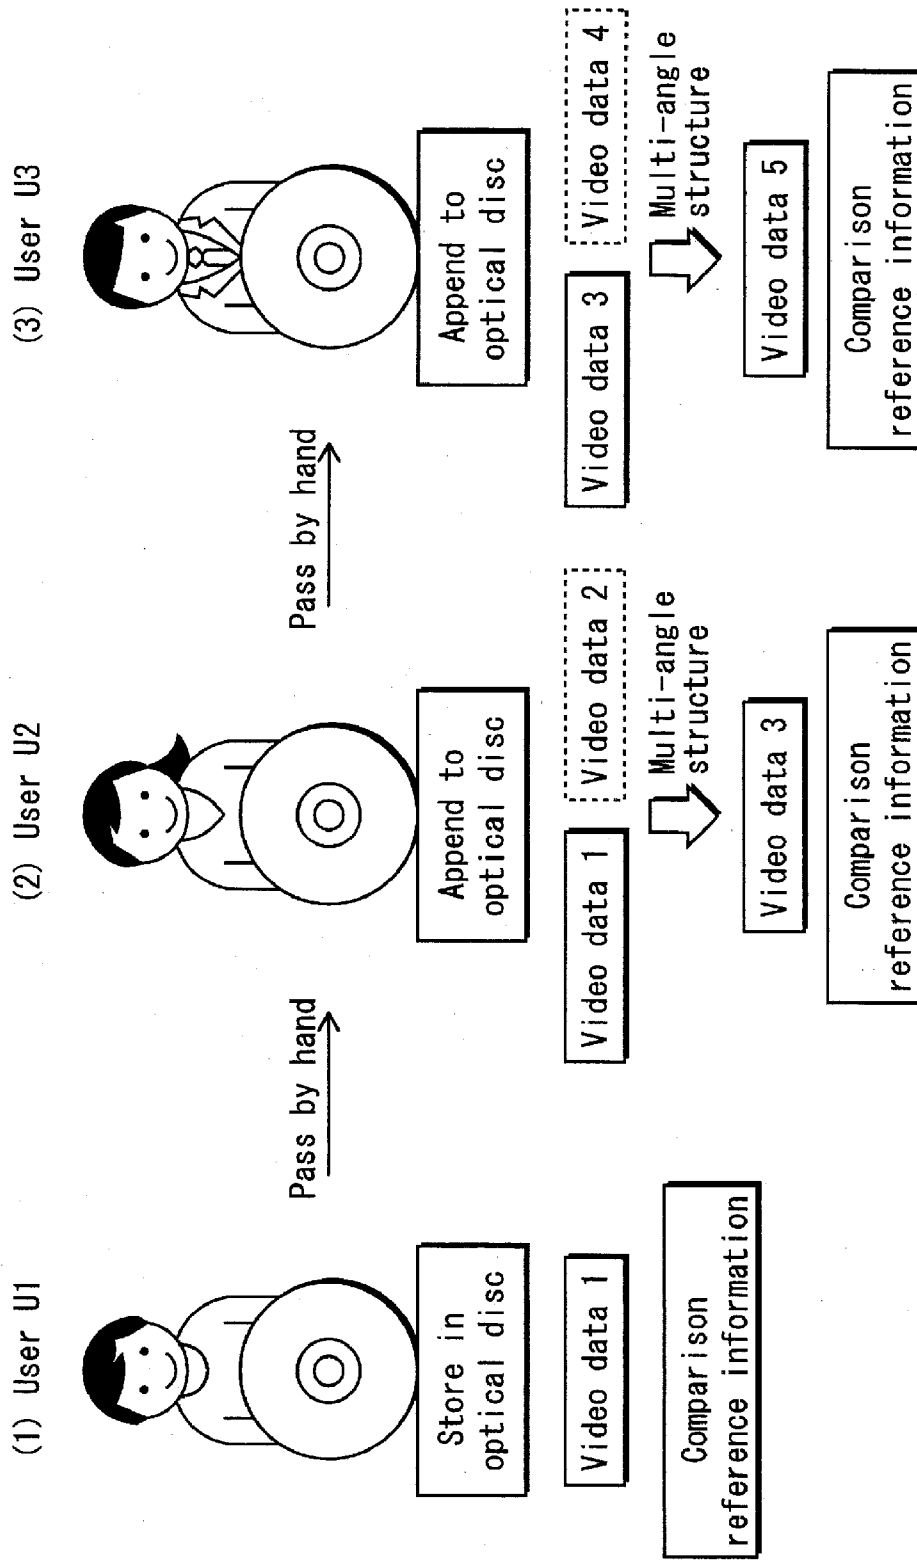 (1) User U1
Store in
optical disc
Video data 1
Comparison
reference information
Pass by hand
(2) User U2
Append to
optical disc
Video data 1
Video data 2
Multi-angle
structure
Video data 3
Comparison
reference information
Pass by hand
(3) User U3
Append to
optical disc
Video data 3
Video data 4
Multi-angle
structure
Video data 5
Comparison
reference information